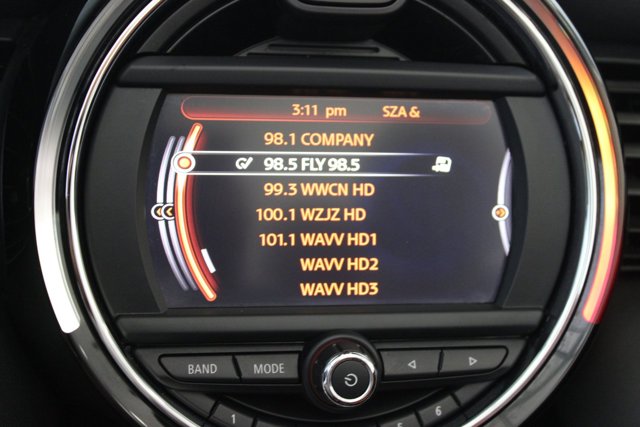 3:11 pm SZA &
98.1 COMPANY
98.5 FLY 98.5
99.3 WWCN HD
100.1 WZJZ HD
101.1 WAVV HD1
WAVV HD2
WAVV HD3
BAND MODE
1 5 6